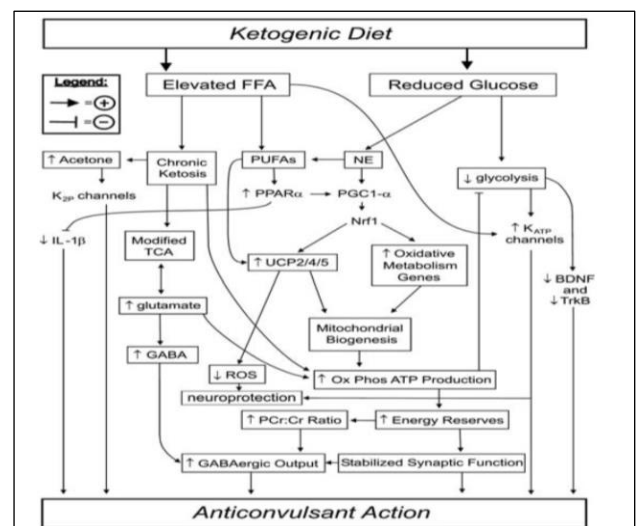 Ketogenic Diet
Legend:
= +
= −
Elevated FFA
Reduced Glucose
↑ Acetone
Chronic
Ketosis
PUFAs
NE
↓ glycolysis
K2P channels
↑ PPARα
PGC1-α
Nrf1
↓ IL-1β
Modified
TCA
↑ UCP2/4/5
↑ Oxidative
Metabolism
Genes
↑ KATP
channels
↓ BDNF
and
↓ TrkB
↑ glutamate
Mitochondrial
Biogenesis
↑ GABA
↓ ROS
↑ Ox Phos ATP Production
neuroprotection
↑ PCr:Cr Ratio
↑ Energy Reserves
↑ GABAergic Output
Stabilized Synaptic Function
Anticonvulsant Action